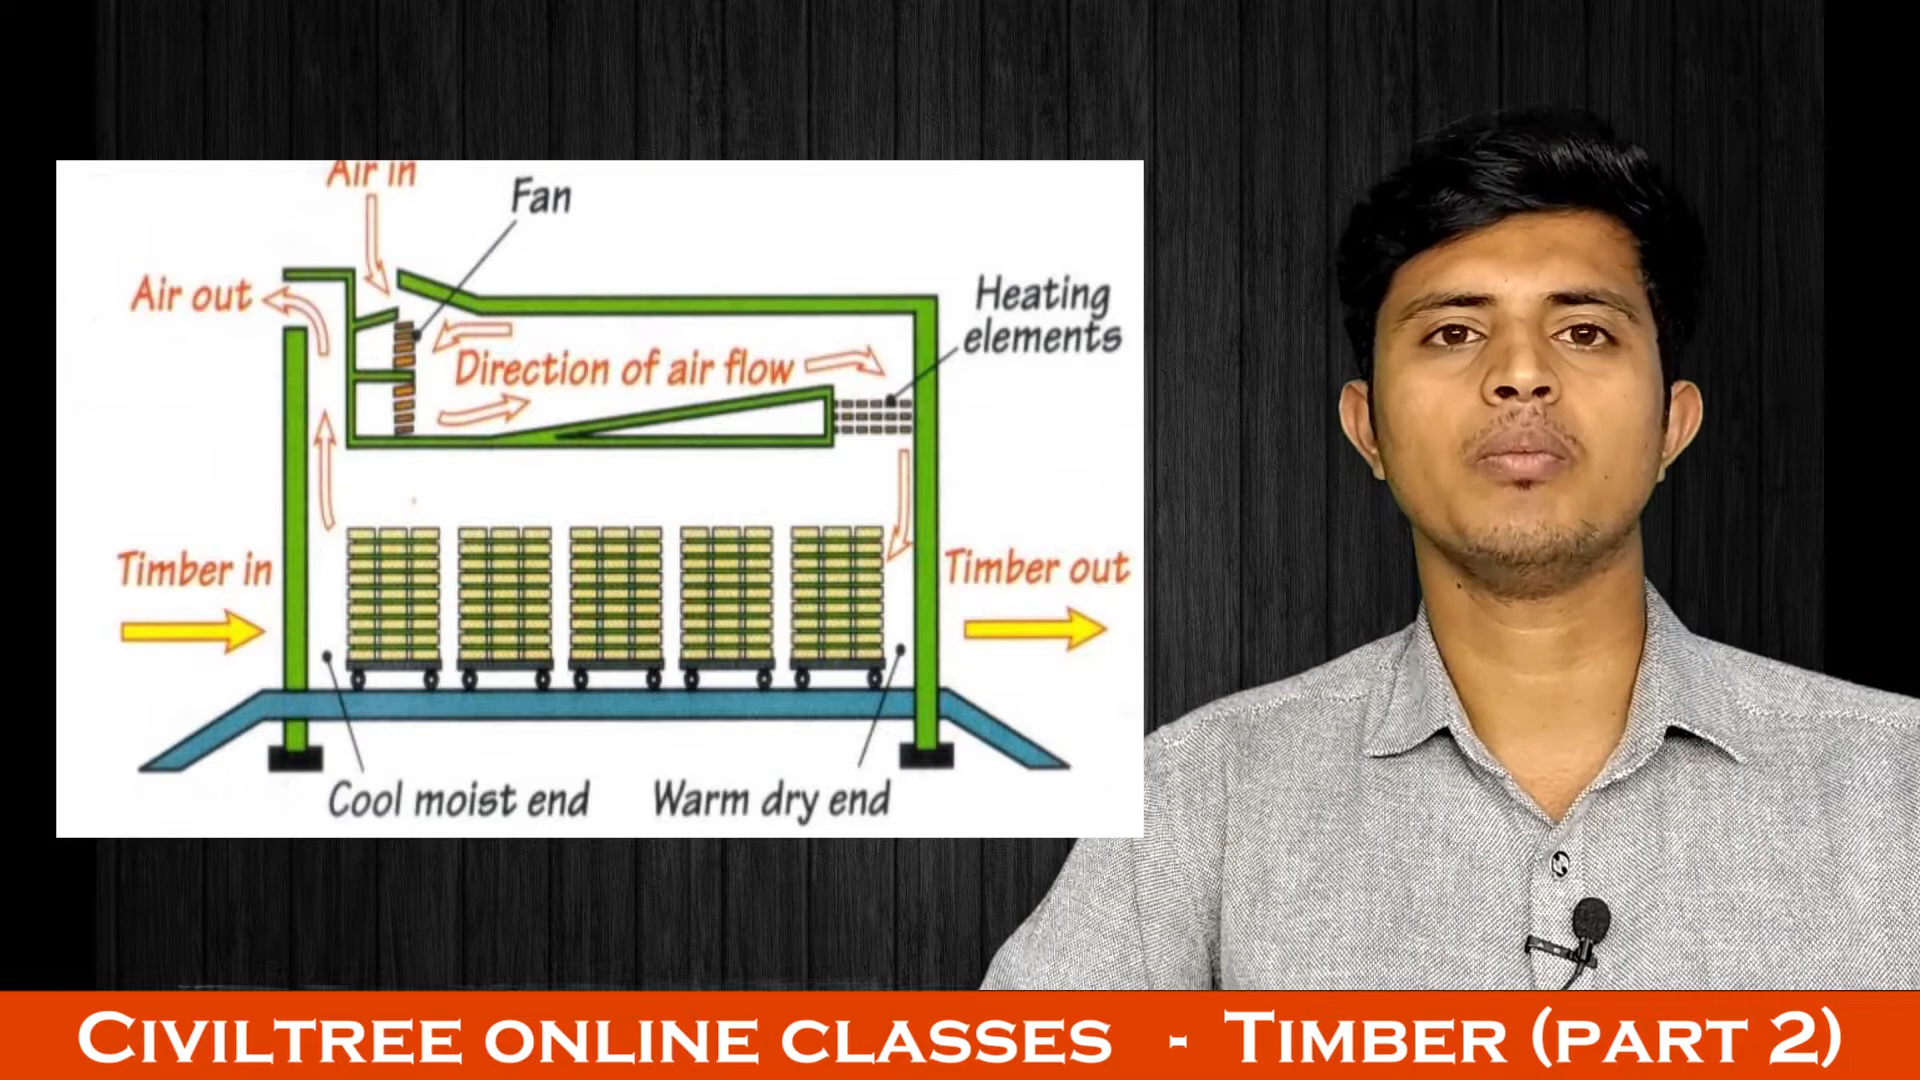 Air in
Fan
Air out
Heating
elements
Direction of air flow
Timber in
Timber out
Cool moist end
Warm dry end
CIVILTREE ONLINE CLASSES - TIMBER (PART 2)